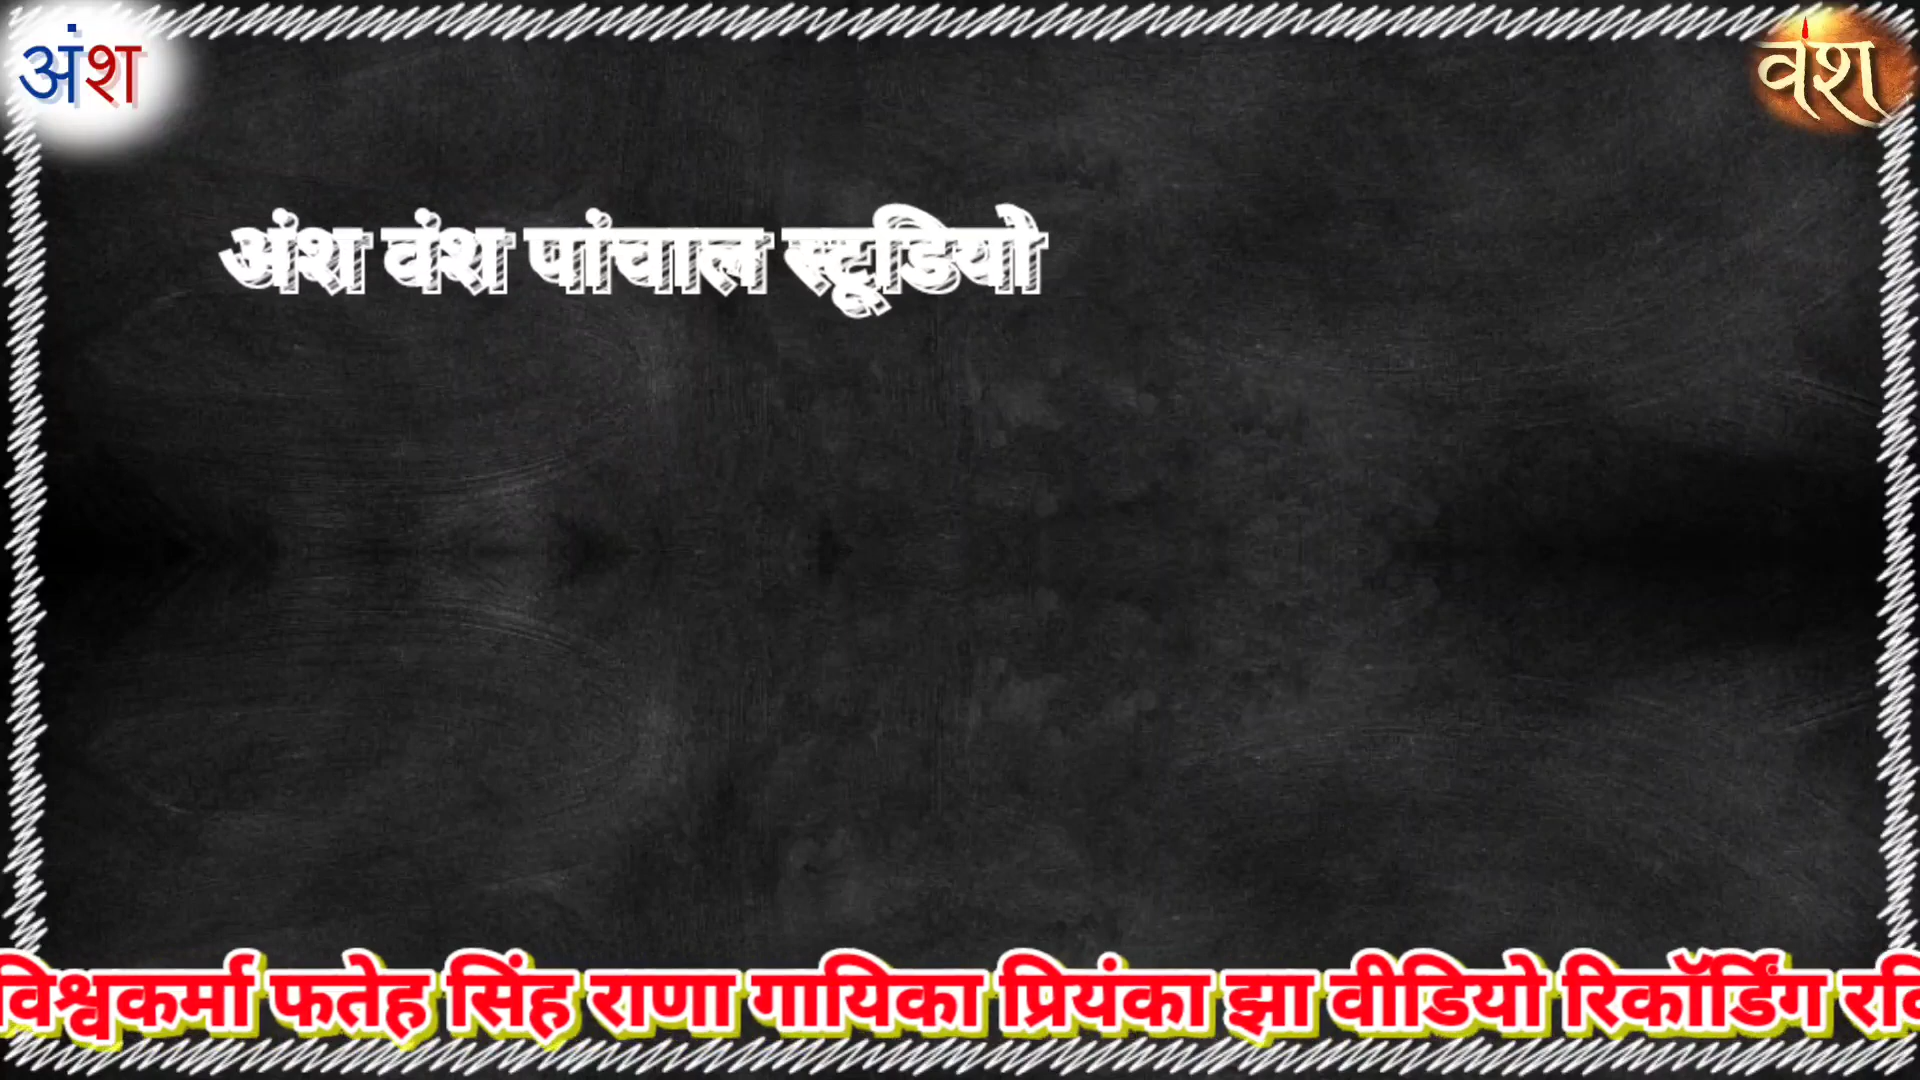 अंश
वंश
अंश वंश पांचाल स्टूडियो
विश्वकर्मा फतेह सिंह राणा गायिका प्रियंका झा वीडियो रिकॉर्डिंग